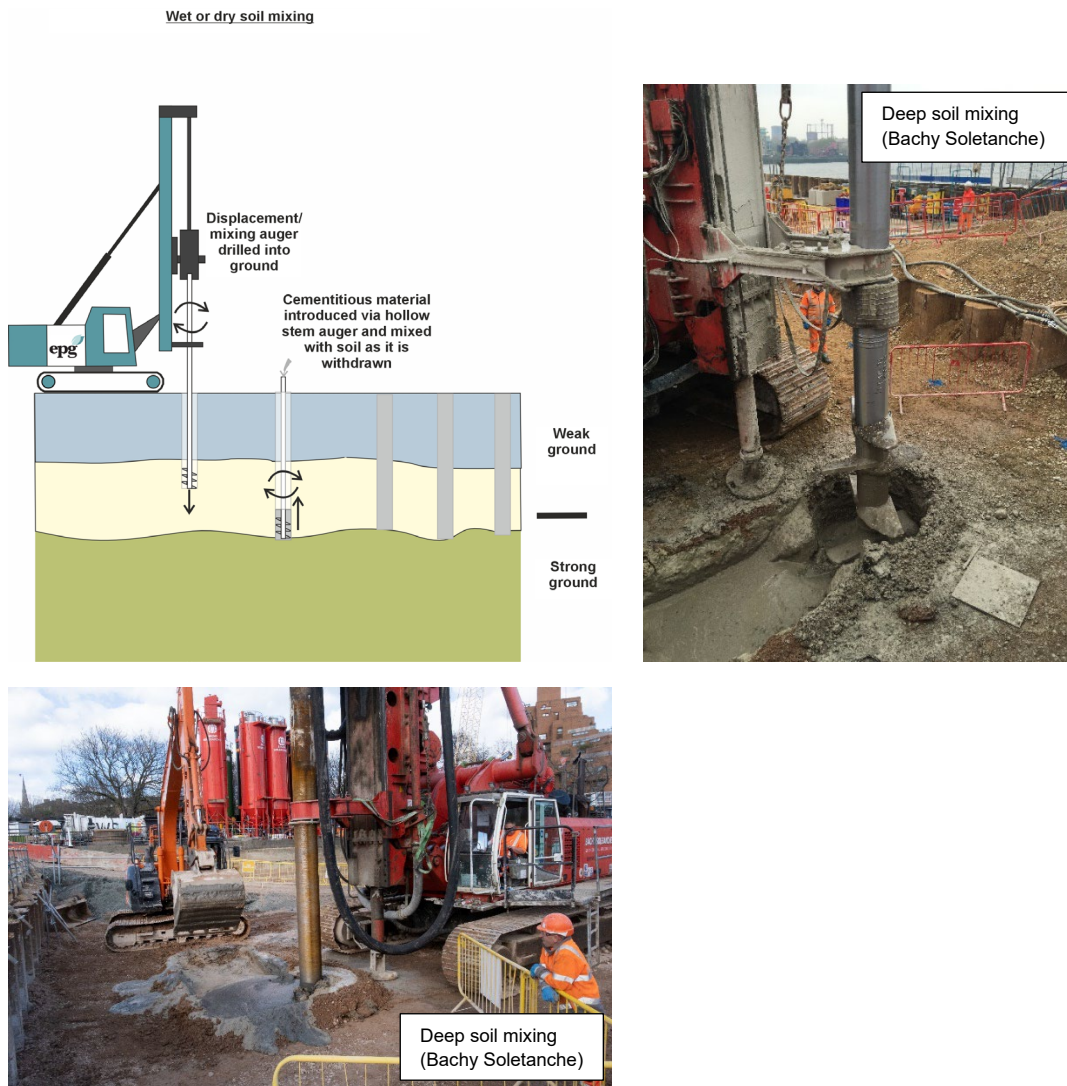 Wet or dry soil mixing
Deep soil mixing
(Bachy Soletanche)
Displacement/
mixing auger
drilled into
ground
Cementitious material
introduced via hollow
stem auger and mixed
with soil as it is
withdrawn
epg
Weak
ground
Strong
ground
Deep soil mixing
(Bachy Soletanche)